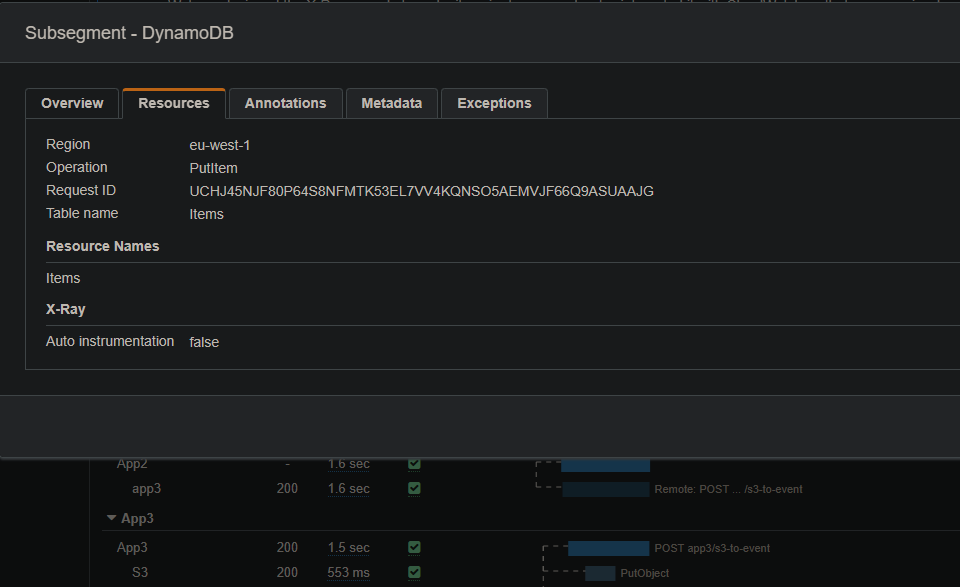 Subsegment - DynamoDB
Overview Resources Annotations Metadata Exceptions
Region eu-west-1
Operation PutItem
Request ID UCHJ45NJF80P64S8NFMTK53EL7VV4KQNSO5AEMVJF66Q9ASUAAJG
Table name Items
Resource Names
Items
X-Ray
Auto instrumentation false
App2 - 1.6 sec
app3 200 1.6 sec Remote: POST ... /s3-to-event
App3
App3 200 1.5 sec POST app3/s3-to-event
S3 200 553 ms PutObject